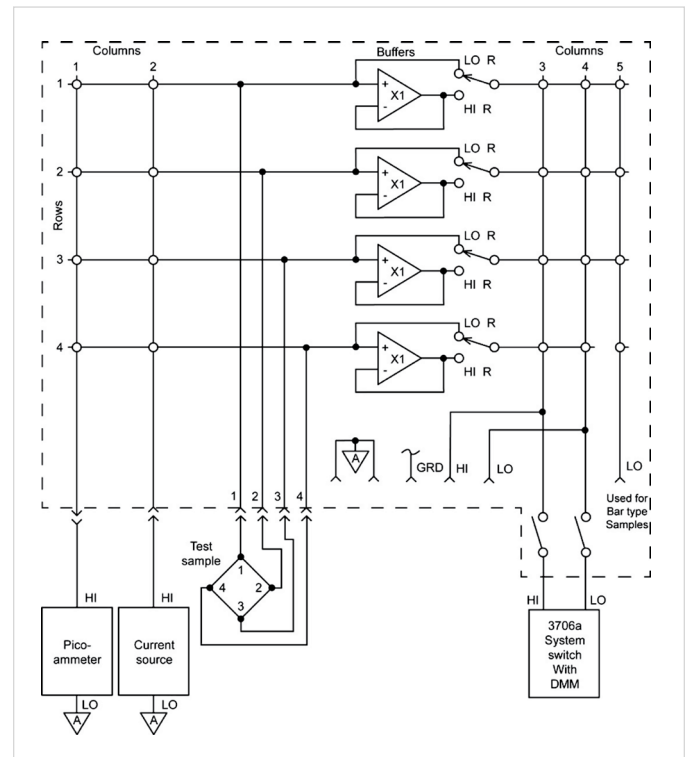 Columns
Buffers
Columns
1
2
3
4
5
LO R
1
+
X1
-
HI R
LO R
2
+
X1
-
HI R
Rows
LO R
3
+
X1
-
HI R
LO R
4
+
X1
-
HI R
A
GRD
HI
LO
LO
1
2
3
4
Used for
Bar type
Samples
Test
sample
1
4
2
3
HI
HI
HI
LO
Pico-
ammeter
Current
source
3706a
System
switch
With
DMM
LO
LO
A
A